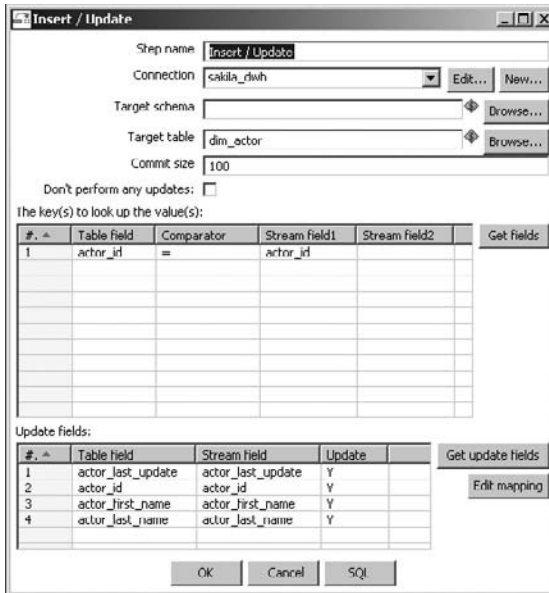 Insert / Update
Step name Insert / Update
Connection sakila_dwh Edit... New...
Target schema Browse...
Target table dim_actor Browse...
Commit size 100
Don't perform any updates:
The key(s) to look up the value(s):
#. Table field Comparator Stream field1 Stream field2 Get fields
1 actor_id = actor_id
Update fields:
#. Table field Stream field Update Get update fields
1 actor_last_update actor_last_update Y Edit mapping
2 actor_id actor_id Y
3 actor_first_name actor_first_name Y
4 actor_last_name actor_last_name Y
OK Cancel SQL